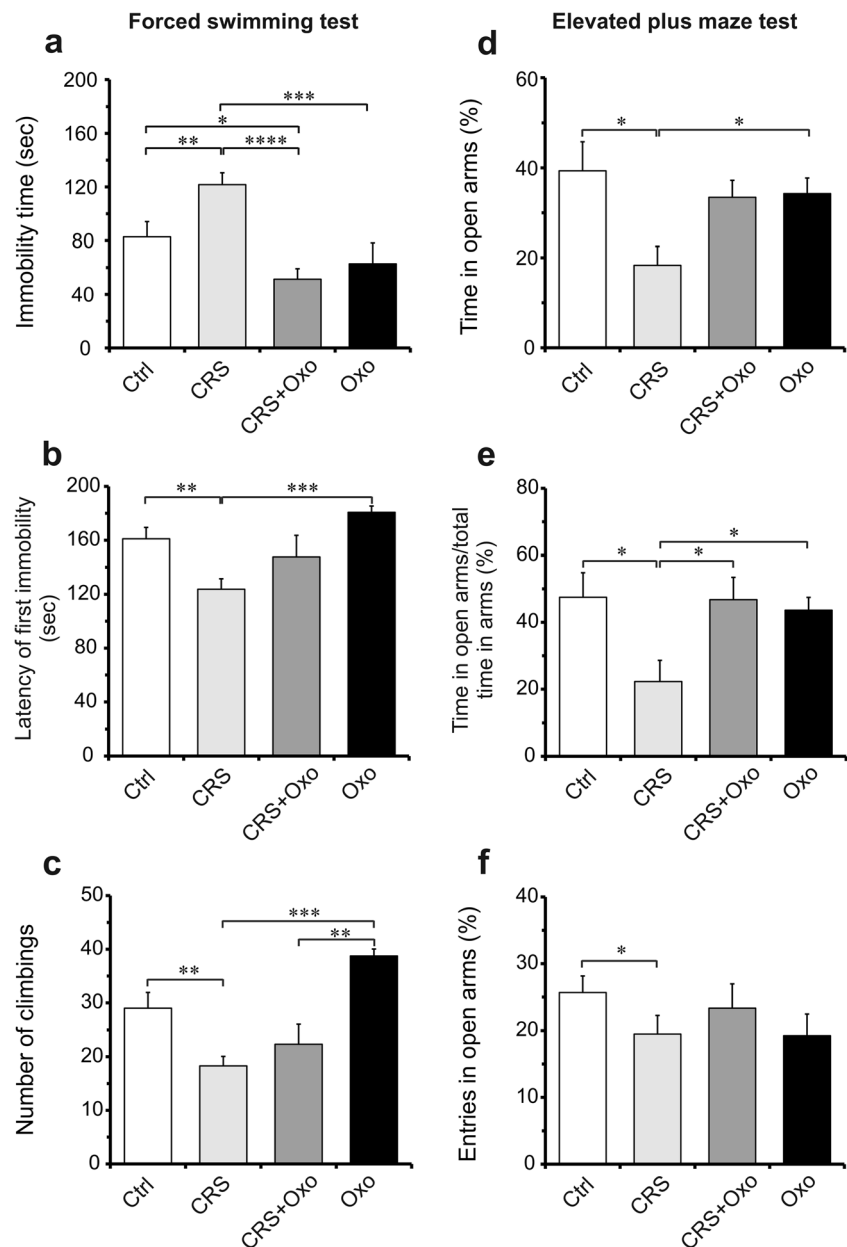 Forced swimming test
a
Immobility time (sec)
200
160
120
80
40
0
***
*
**
****
Ctrl
CRS
CRS+Oxo
Oxo
b
Latency of first immobility
(sec)
200
160
120
80
40
0
**
***
Ctrl
CRS
CRS+Oxo
Oxo
c
Number of climbings
50
40
30
20
10
0
***
**
**
Ctrl
CRS
CRS+Oxo
Oxo
Elevated plus maze test
d
Time in open arms (%)
60
40
20
0
*
*
Ctrl
CRS
CRS+Oxo
Oxo
e
Time in open arms/total
time in arms (%)
80
60
40
20
0
*
*
*
Ctrl
CRS
CRS+Oxo
Oxo
f
Entries in open arms (%)
40
30
20
10
0
*
Ctrl
CRS
CRS+Oxo
Oxo